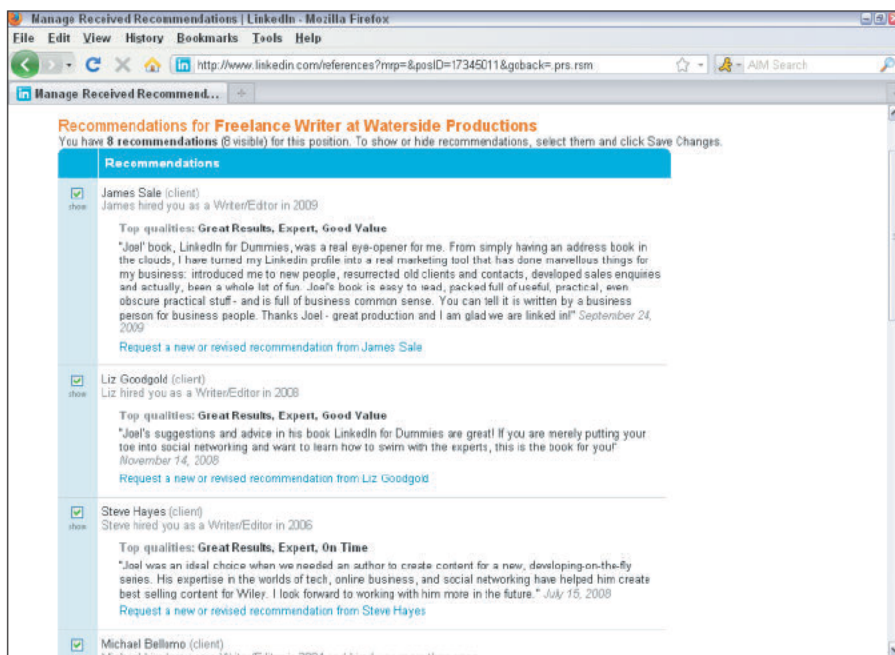 Manage Received Recommendations | LinkedIn - Mozilla Firefox
File Edit View History Bookmarks Tools Help
http://www.linkedin.com/references?mrp=&posID=17345011&goback=.prs.rsm
AIM Search
Manage Received Recommend...
Recommendations for Freelance Writer at Waterside Productions
You have 8 recommendations (8 visible) for this position. To show or hide recommendations, select them and click Save Changes.
Recommendations
James Sale (client)
show
James hired you as a Writer/Editor in 2009
Top qualities: Great Results, Expert, Good Value
"Joel' book, LinkedIn for Dummies, was a real eye-opener for me. From simply having an address book in
the clouds, I have turned my Linkedin profile into a real marketing tool that has done marvellous things for
my business: introduced me to new people, resurrected old clients and contacts, developed sales enquires
and actually, been a whole lot of fun. Joel's book is easy to read, packed full of useful, practical, even
obscure practical stuff - and is full of business common sense. You can tell it is written by a business
person for business people. Thanks Joel - great production and I am glad we are linked in!" September 24,
2009
Request a new or revised recommendation from James Sale
Liz Goodgold (client)
show
Liz hired you as a Writer/Editor in 2008
Top qualities: Great Results, Expert, Good Value
"Joel's suggestions and advice in his book LinkedIn for Dummies are great! If you are merely putting your
toe into social networking and want to learn how to swim with the experts, this is the book for you!"
November 14, 2008
Request a new or revised recommendation from Liz Goodgold
Steve Hayes (client)
show
Steve hired you as a Writer/Editor in 2006
Top qualities: Great Results, Expert, On Time
"Joel was an ideal choice when we needed an author to create content for a new, developing-on-the-fly
series. His expertise in the worlds of tech, online business, and social networking have helped him create
best selling content for Wiley. I look forward to working with him more in the future." July 15, 2008
Request a new or revised recommendation from Steve Hayes
Michael Bellomo (client)